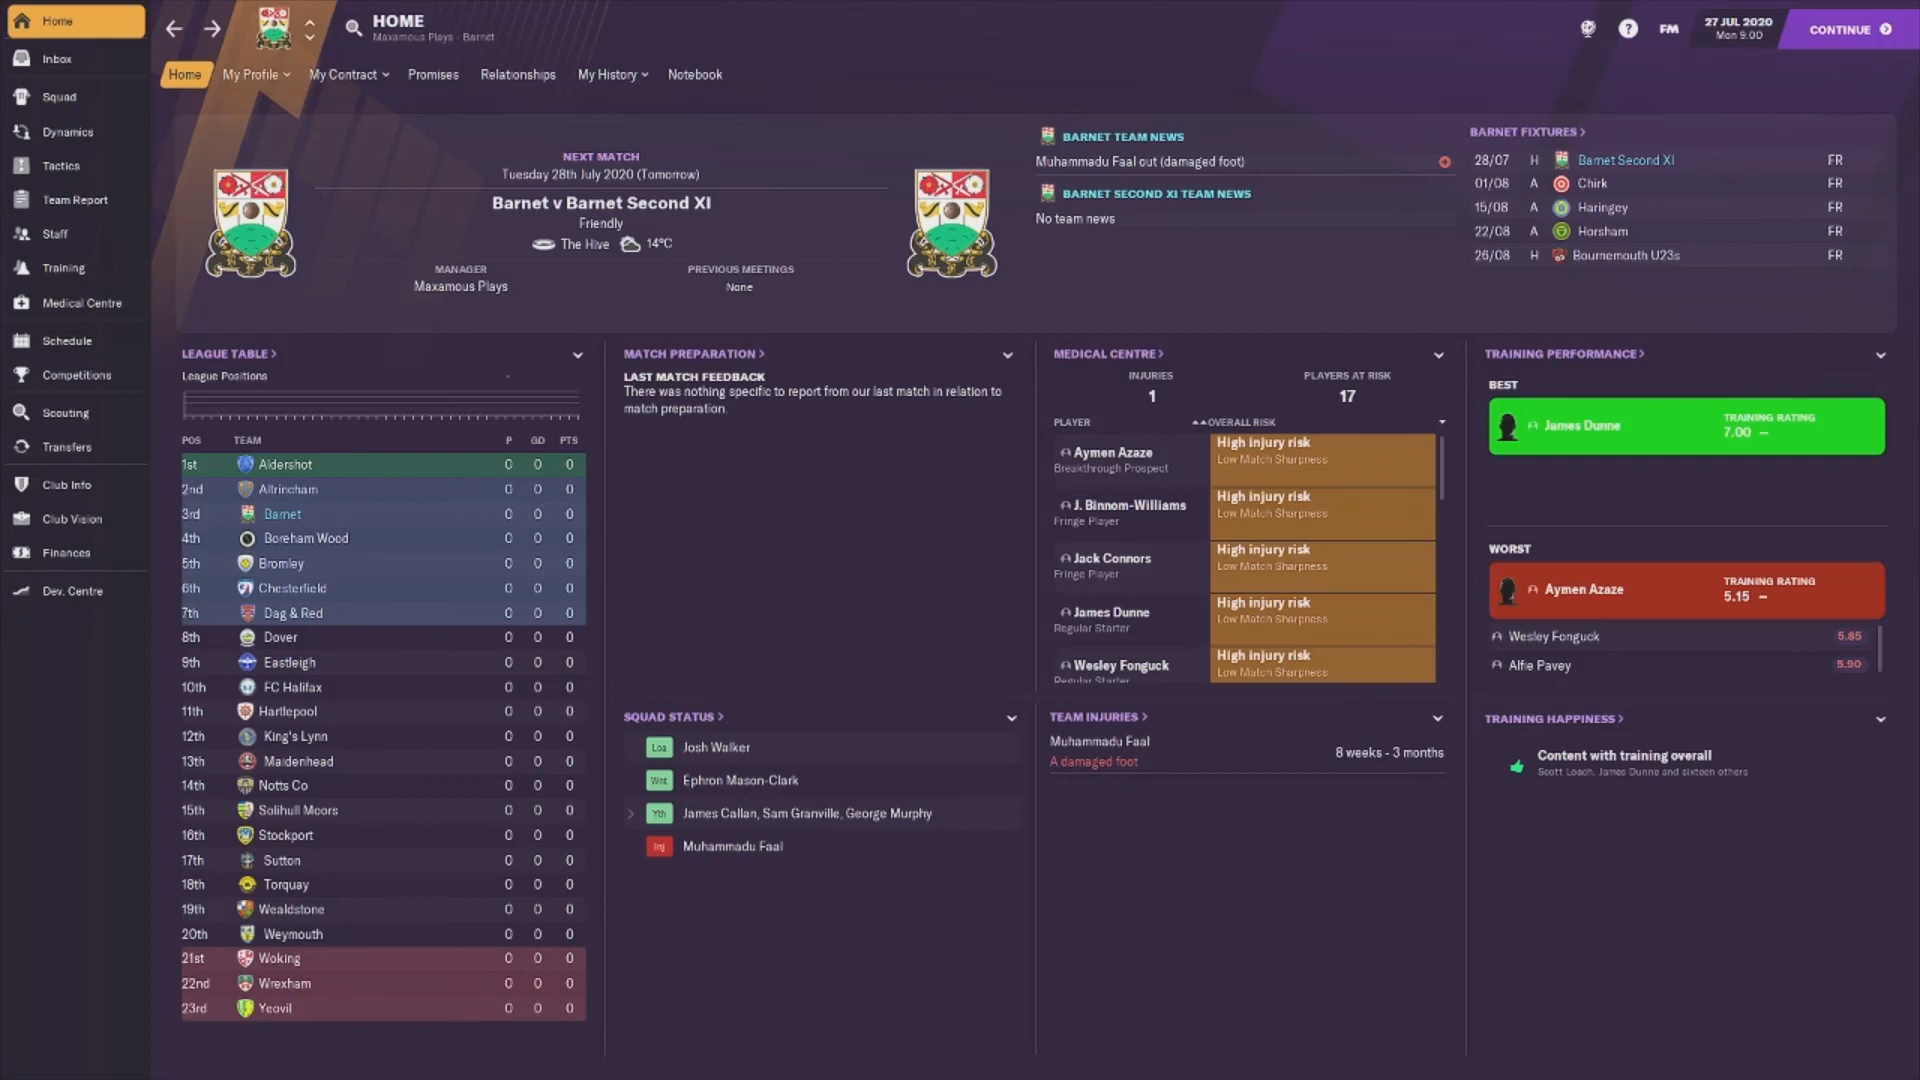 Home
Inbox
Squad
Dynamics
Tactics
Team Report
Staff
Training
Medical Centre
Schedule
Competitions
Scouting
Transfers
Club Info
Club Vision
Finances
Dev. Centre
HOME
Maxamous Plays - Barnet
FM
27 JUL 2020
Mon 9:00
CONTINUE
Home My Profile My Contract Promises Relationships My History Notebook
NEXT MATCH
Tuesday 28th July 2020 (Tomorrow)
Barnet v Barnet Second XI
Friendly
The Hive 14°C
MANAGER
Maxamous Plays
PREVIOUS MEETINGS
None
BARNET TEAM NEWS
Muhammadu Faal out (damaged foot)
BARNET SECOND XI TEAM NEWS
No team news
BARNET FIXTURES >
28/07 H Barnet Second XI FR
01/08 A Chirk FR
15/08 A Haringey FR
22/08 A Horsham FR
26/08 H Bournemouth U23s FR
LEAGUE TABLE >
League Positions -
POS TEAM P GD PTS
1st Aldershot 0 0 0
2nd Altrincham 0 0 0
3rd Barnet 0 0 0
4th Boreham Wood 0 0 0
5th Bromley 0 0 0
6th Chesterfield 0 0 0
7th Dag & Red 0 0 0
8th Dover 0 0 0
9th Eastleigh 0 0 0
10th FC Halifax 0 0 0
11th Hartlepool 0 0 0
12th King's Lynn 0 0 0
13th Maidenhead 0 0 0
14th Notts Co 0 0 0
15th Solihull Moors 0 0 0
16th Stockport 0 0 0
17th Sutton 0 0 0
18th Torquay 0 0 0
19th Wealdstone 0 0 0
20th Weymouth 0 0 0
21st Woking 0 0 0
22nd Wrexham 0 0 0
23rd Yeovil 0 0 0
MATCH PREPARATION >
LAST MATCH FEEDBACK
There was nothing specific to report from our last match in relation to
match preparation.
SQUAD STATUS >
Loa Josh Walker
Wnt Ephron Mason-Clark
Yth James Callan, Sam Granville, George Murphy
Inj Muhammadu Faal
MEDICAL CENTRE >
INJURIES
1
PLAYERS AT RISK
17
PLAYER OVERALL RISK
Aymen Azaze
Breakthrough Prospect
High injury risk
Low Match Sharpness
J. Binnom-Williams
Fringe Player
High injury risk
Low Match Sharpness
Jack Connors
Fringe Player
High injury risk
Low Match Sharpness
James Dunne
Regular Starter
High injury risk
Low Match Sharpness
Wesley Fonguck
Regular Starter
High injury risk
Low Match Sharpness
TEAM INJURIES >
Muhammadu Faal
A damaged foot
8 weeks - 3 months
TRAINING PERFORMANCE >
BEST
James Dunne
TRAINING RATING
7.00 –
WORST
Aymen Azaze
TRAINING RATING
5.15 –
Wesley Fonguck 5.85
Alfie Pavey 5.90
TRAINING HAPPINESS >
Content with training overall
Scott Loach, James Dunne and sixteen others